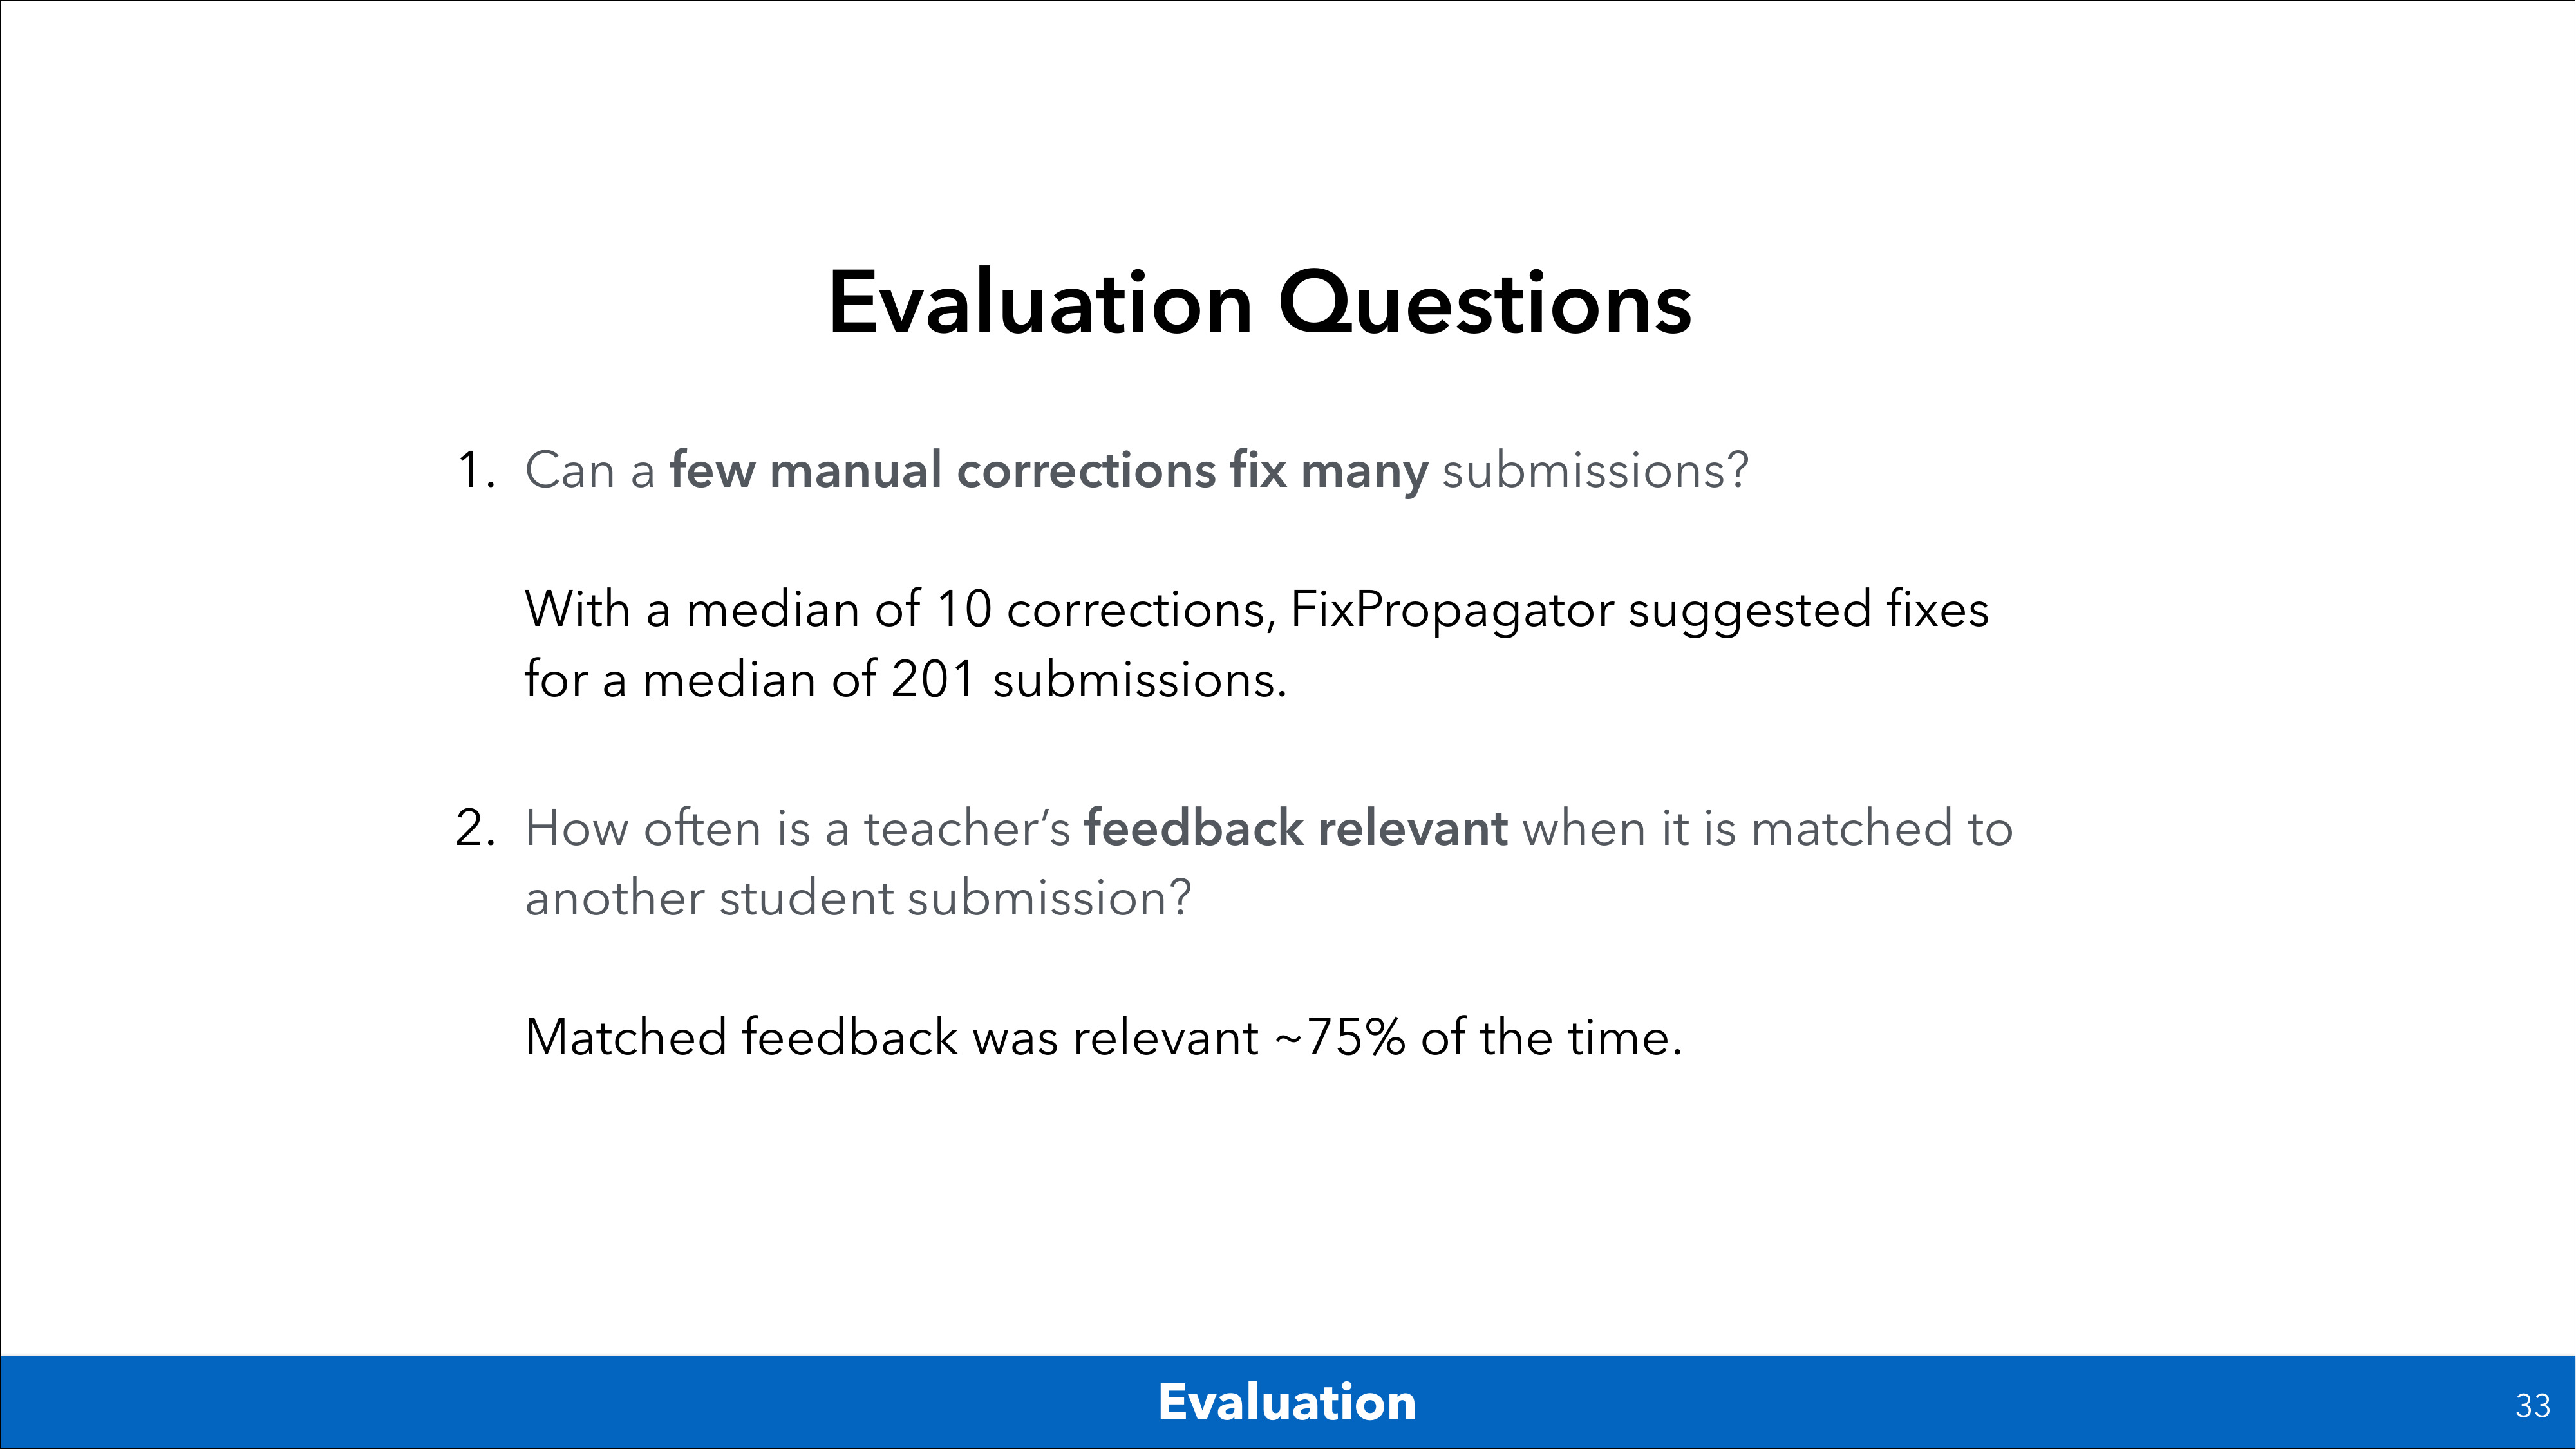 Evaluation Questions
1. Can a few manual corrections fix many submissions?
With a median of 10 corrections, FixPropagator suggested fixes
for a median of 201 submissions.
2. How often is a teacher’s feedback relevant when it is matched to
another student submission?
Matched feedback was relevant ~75% of the time.
Evaluation
33